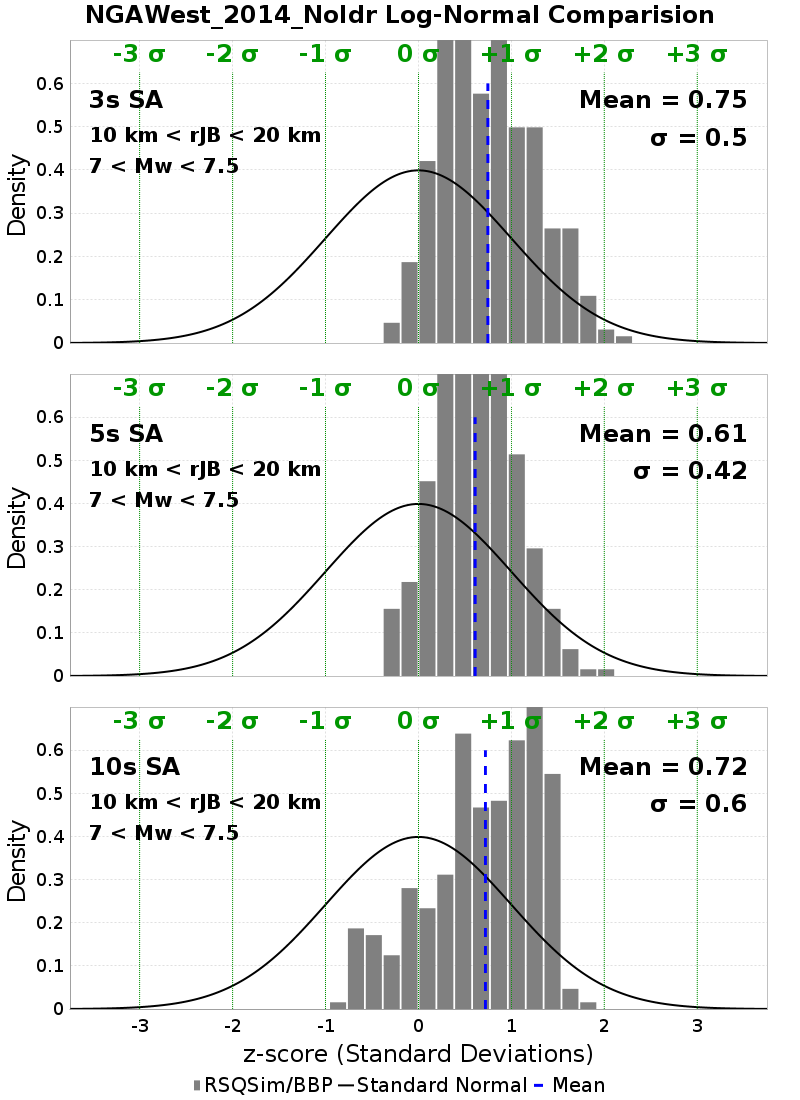 NGAWest_2014_NoIdr Log-Normal Comparision
-3 σ -2 σ -1 σ 0 σ +1 σ +2 σ +3 σ
3s SA
Mean = 0.75
10 km < rJB < 20 km
σ = 0.5
7 < Mw < 7.5
Density
0.6
0.5
0.4
0.3
0.2
0.1
0
-3 σ -2 σ -1 σ 0 σ +1 σ +2 σ +3 σ
5s SA
Mean = 0.61
10 km < rJB < 20 km
σ = 0.42
7 < Mw < 7.5
Density
0.6
0.5
0.4
0.3
0.2
0.1
0
-3 σ -2 σ -1 σ 0 σ +1 σ +2 σ +3 σ
10s SA
Mean = 0.72
10 km < rJB < 20 km
σ = 0.6
7 < Mw < 7.5
Density
0.6
0.5
0.4
0.3
0.2
0.1
0
-3 -2 -1 0 1 2 3
z-score (Standard Deviations)
RSQSim/BBP Standard Normal Mean